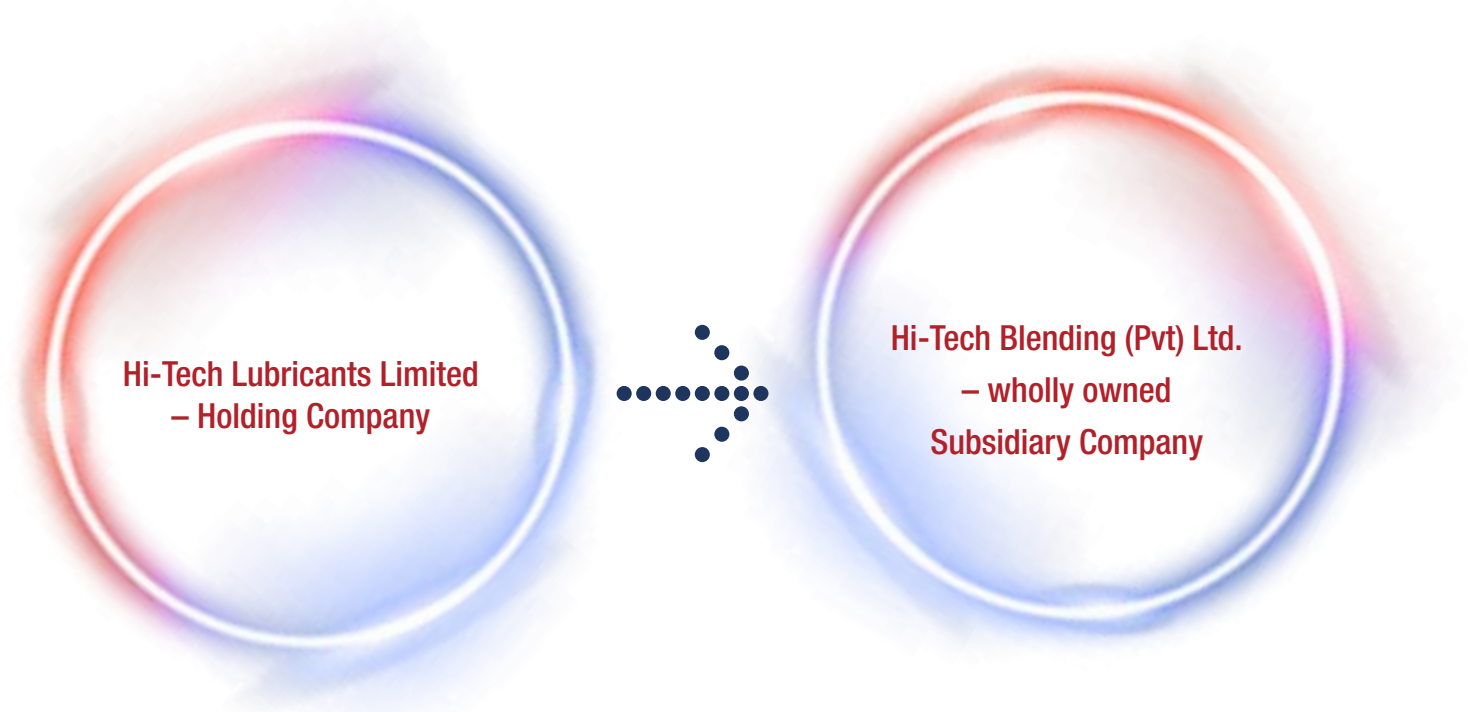 Hi-Tech Lubricants Limited
– Holding Company
Hi-Tech Blending (Pvt) Ltd.
– wholly owned
Subsidiary Company